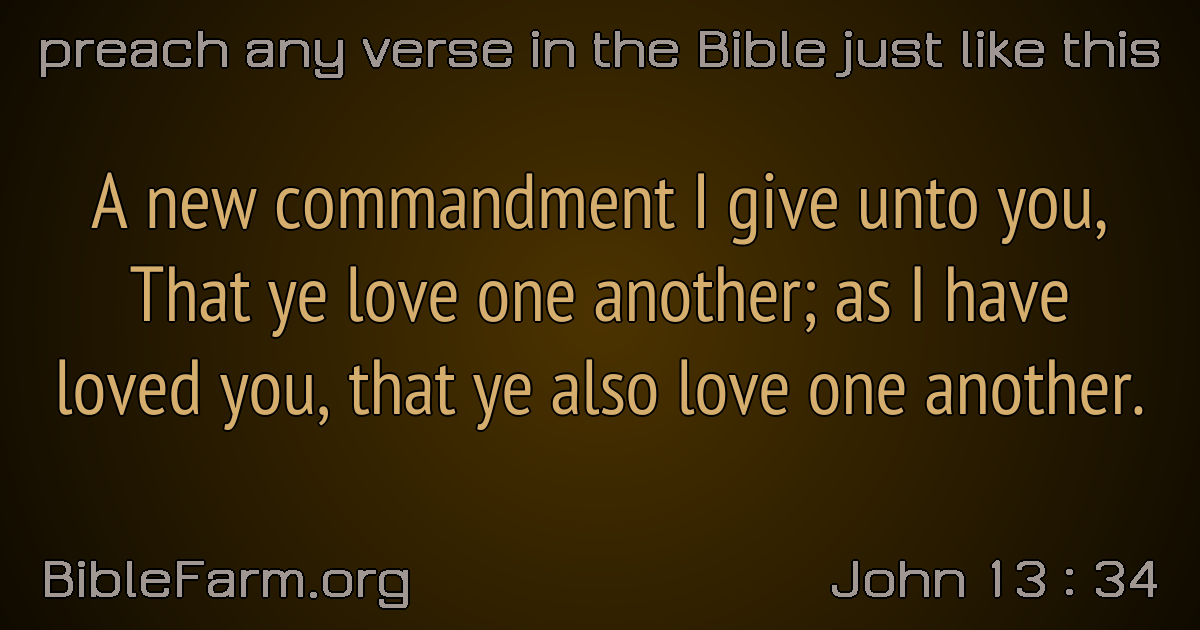 preach any verse in the Bible just like this
A new commandment I give unto you,
That ye love one another; as I have
loved you, that ye also love one another.
BibleFarm.org
John 13 : 34